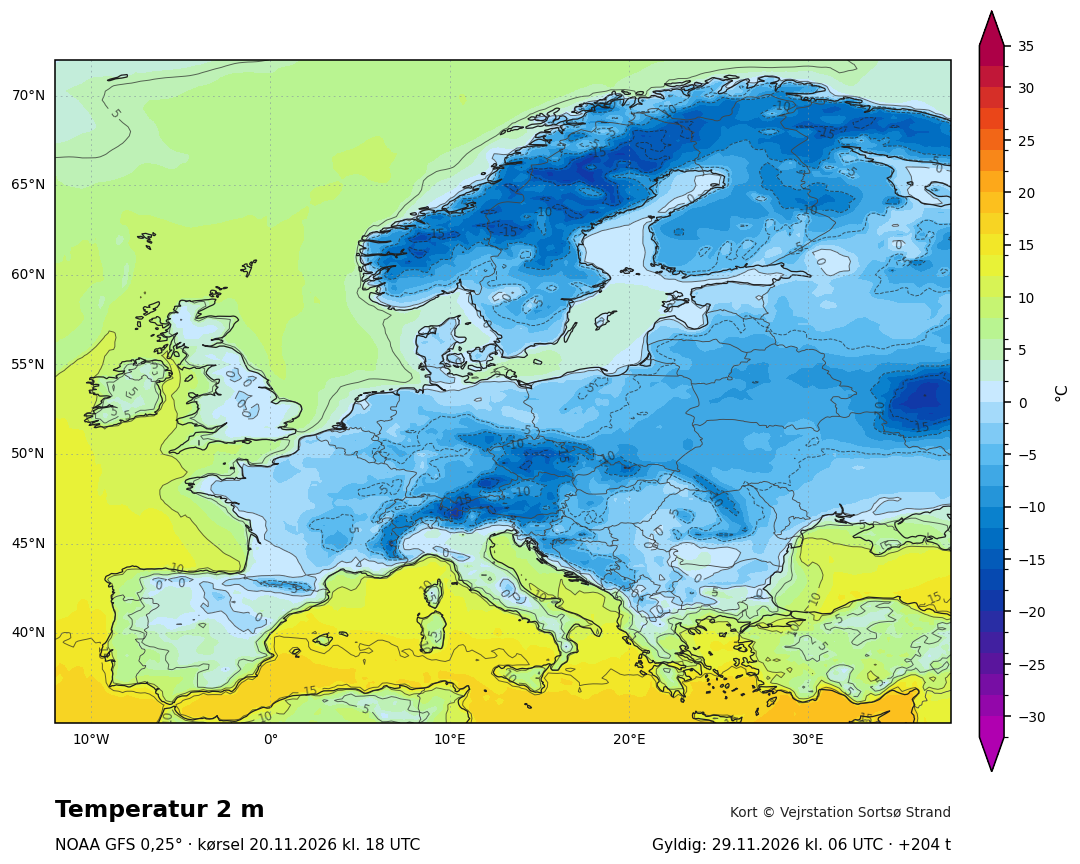 70°N
65°N
60°N
55°N
50°N
45°N
40°N
10°W
0°
10°E
20°E
30°E
35
30
25
20
15
10
5
0
−5
−10
−15
−20
−25
−30
°C
Temperatur 2 m
Kort © Vejrstation Sortsø Strand
NOAA GFS 0,25° · kørsel 20.11.2026 kl. 18 UTC
Gyldig: 29.11.2026 kl. 06 UTC · +204 t